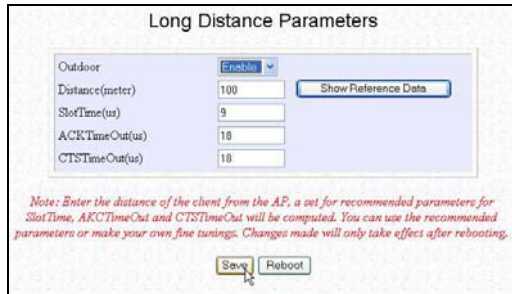 Long Distance Parameters
Outdoor Enable
Distance(meter) 100 Show Reference Data
SlotTime(us) 9
ACKTimeOut(us) 18
CTSTimeOut(us) 18
Note: Enter the distance of the client from the AP, a set for recommended parameters for
SlotTime, AKCTimeOut and CTSTimeOut will be computed. You can use the recommended
parameters or make your own fine tunings. Changes made will only take effect after rebooting.
Save Reboot